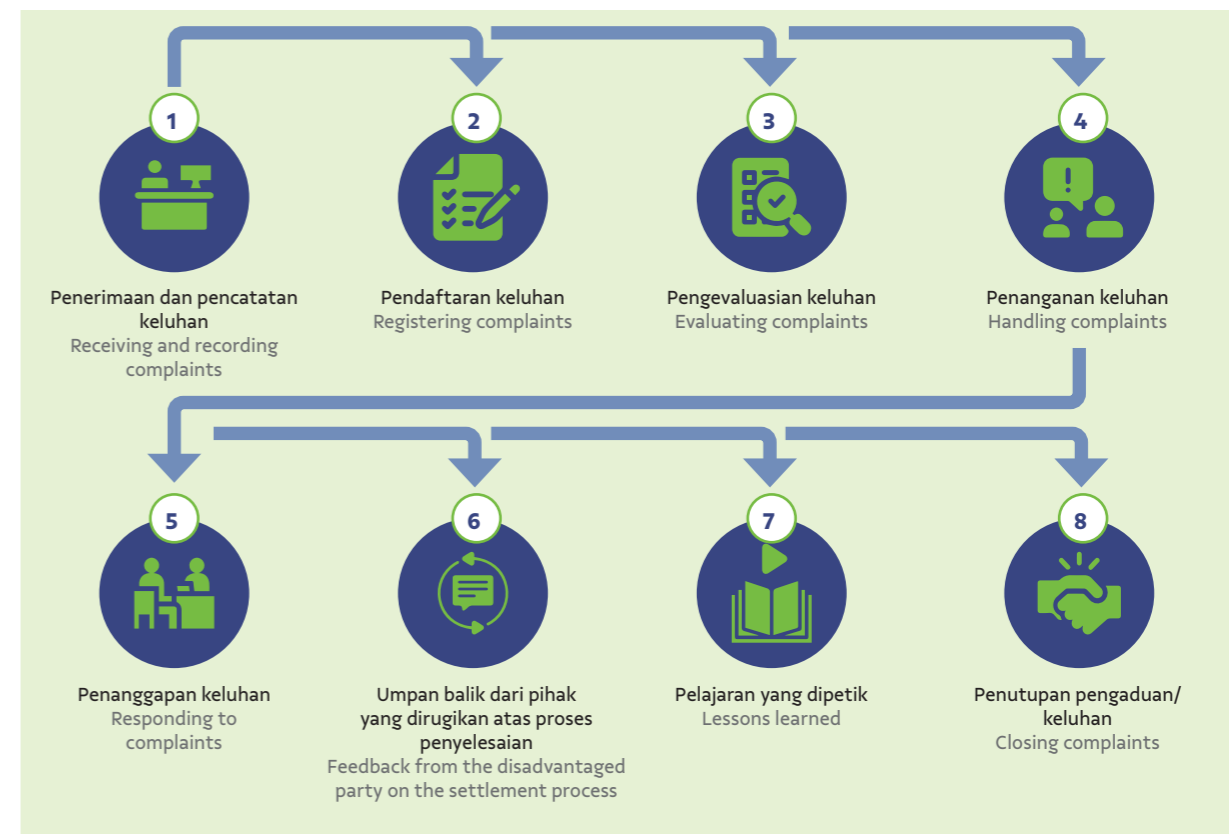 1
2
3
4
Penerimaan dan pencatatan
keluhan
Receiving and recording
complaints
Pendaftaran keluhan
Registering complaints
Pengevaluasian keluhan
Evaluating complaints
!
Penanganan keluhan
Handling complaints
5
6
7
8
Penanggapan keluhan
Responding to
complaints
Umpan balik dari pihak
yang dirugikan atas proses
penyelesaian
Feedback from the disadvantaged
party on the settlement process
Pelajaran yang dipetik
Lessons learned
Penutupan pengaduan/
keluhan
Closing complaints